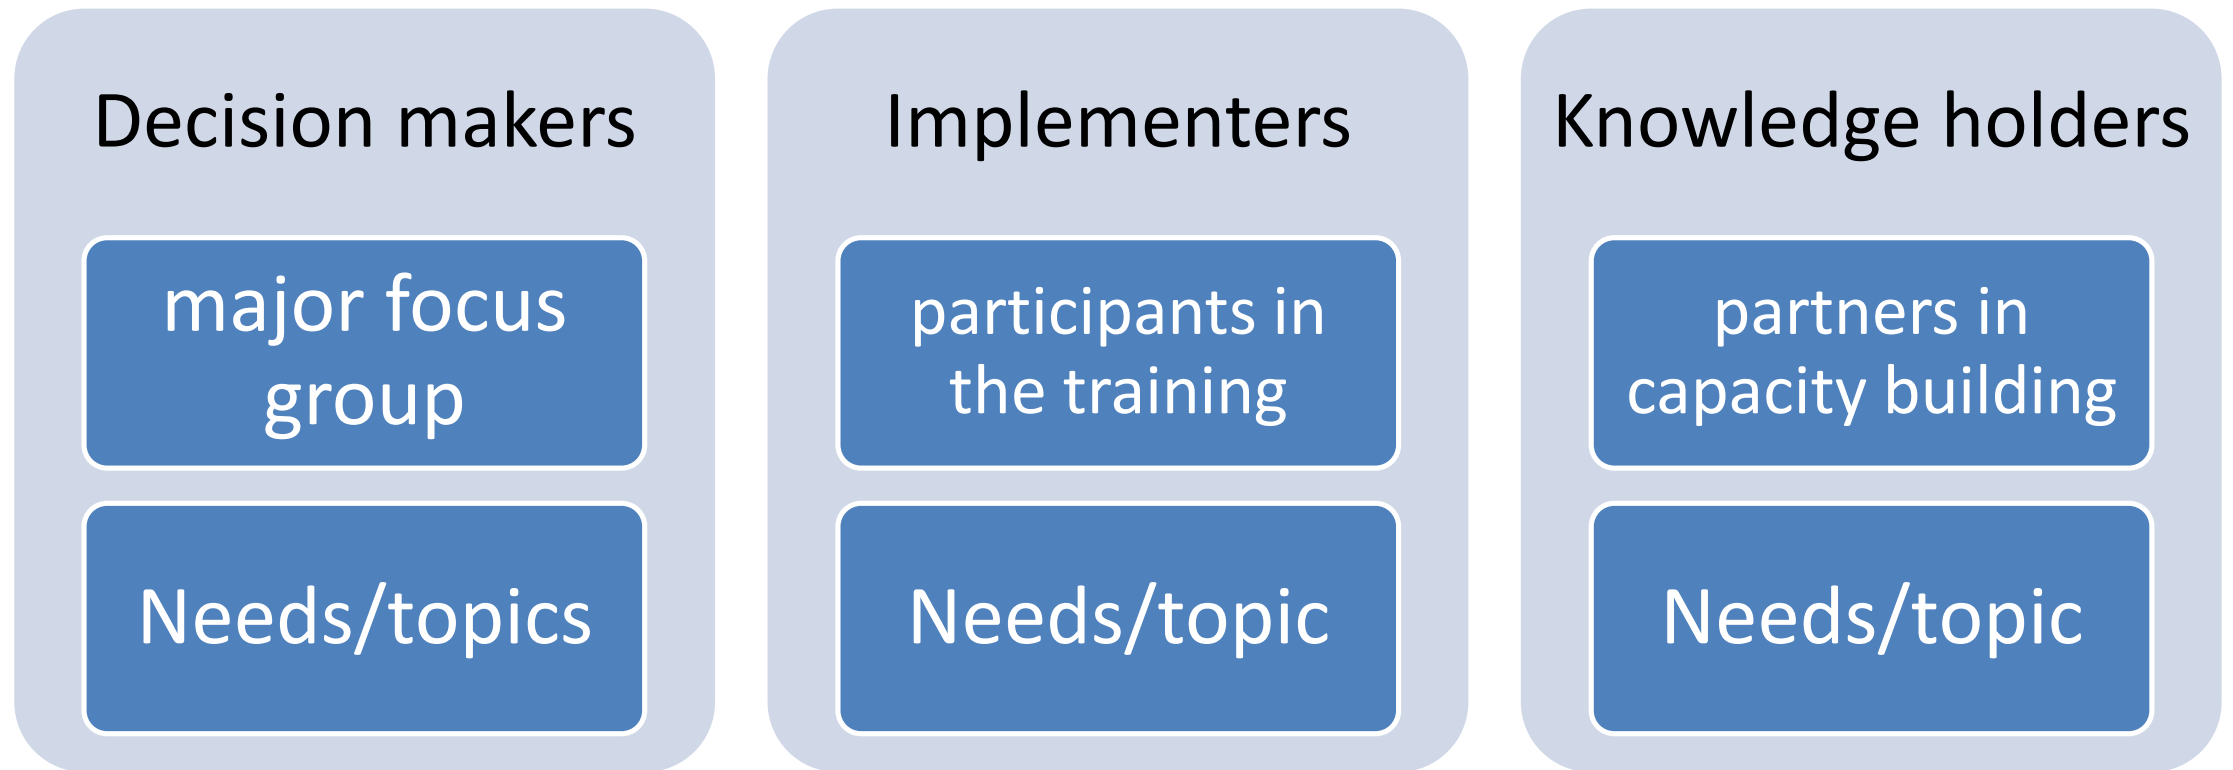 Decision makers
major focus
group
Needs/topics
Implementers
participants in
the training
Needs/topic
Knowledge holders
partners in
capacity building
Needs/topic